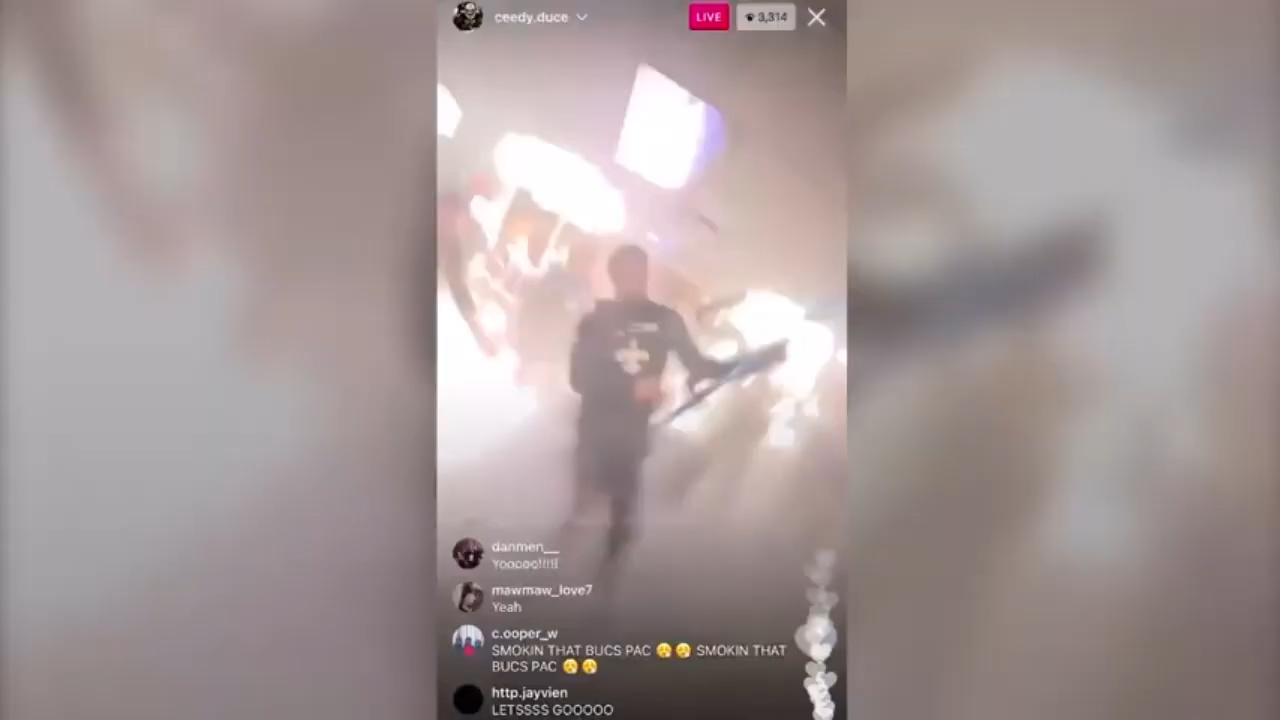 ceedy.duce
LIVE
3,314
danmen__
Yooooo!!!!!
mawmaw_love7
Yeah
c.ooper_w
SMOKIN THAT BUCS PAC 😮‍💨😮‍💨 SMOKIN THAT
BUCS PAC 😮‍💨😮‍💨
http.jayvien
LETSSSS GOOOOO